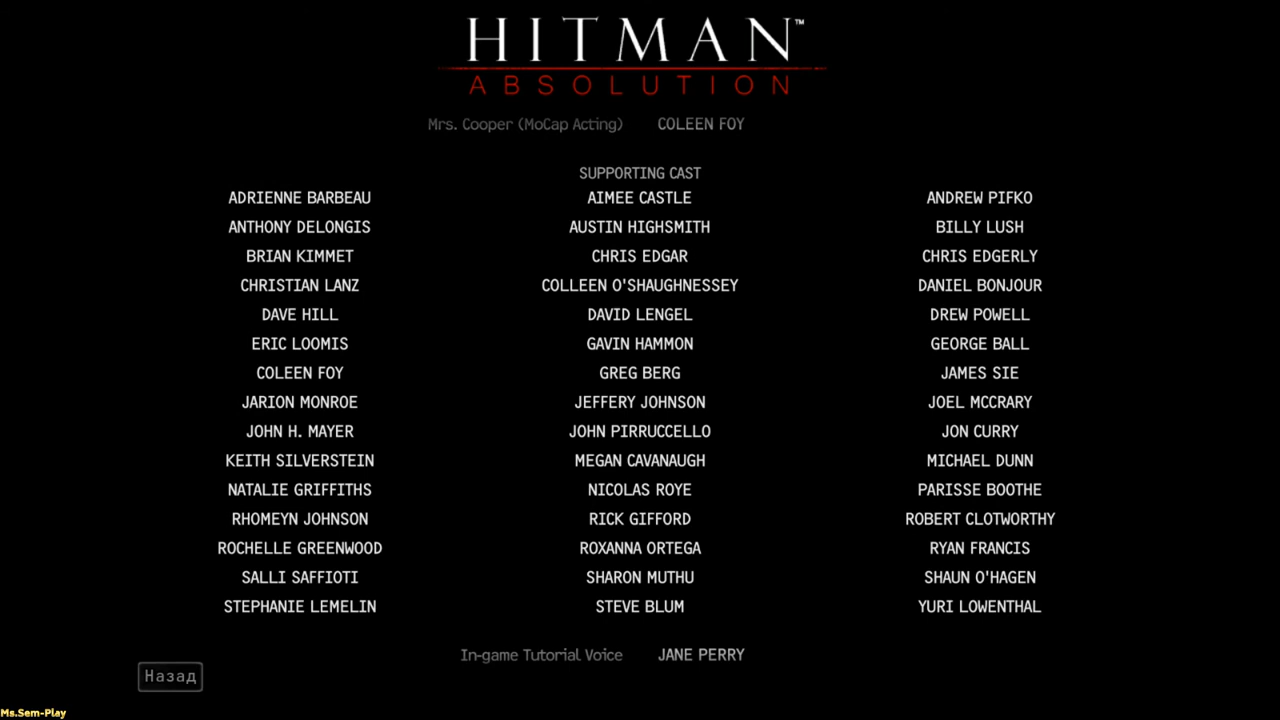 HITMAN™
ABSOLUTION
Mrs. Cooper (MoCap Acting) COLEEN FOY
SUPPORTING CAST
ADRIENNE BARBEAU AIMEE CASTLE ANDREW PIFKO
ANTHONY DELONGIS AUSTIN HIGHSMITH BILLY LUSH
BRIAN KIMMET CHRIS EDGAR CHRIS EDGERLY
CHRISTIAN LANZ COLLEEN O'SHAUGHNESSEY DANIEL BONJOUR
DAVE HILL DAVID LENGEL DREW POWELL
ERIC LOOMIS GAVIN HAMMON GEORGE BALL
COLEEN FOY GREG BERG JAMES SIE
JARION MONROE JEFFERY JOHNSON JOEL MCCRARY
JOHN H. MAYER JOHN PIRRUCCELLO JON CURRY
KEITH SILVERSTEIN MEGAN CAVANAUGH MICHAEL DUNN
NATALIE GRIFFITHS NICOLAS ROYE PARISSE BOOTHE
RHOMEYN JOHNSON RICK GIFFORD ROBERT CLOTWORTHY
ROCHELLE GREENWOOD ROXANNA ORTEGA RYAN FRANCIS
SALLI SAFFIOTI SHARON MUTHU SHAUN O'HAGEN
STEPHANIE LEMELIN STEVE BLUM YURI LOWENTHAL
In-game Tutorial Voice JANE PERRY
Назад
Ms.Sem-Play